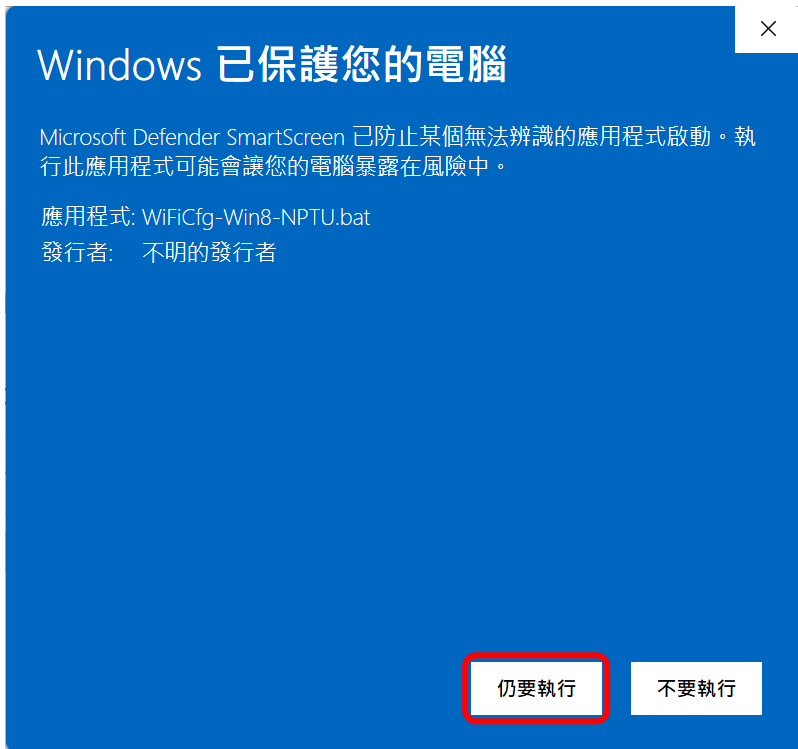 Windows 已保護您的電腦
Microsoft Defender SmartScreen 已防止某個無法辨識的應用程式啟動。執
行此應用程式可能會讓您的電腦暴露在風險中。
應用程式: WiFiCfg-Win8-NPTU.bat
發行者: 不明的發行者
仍要執行 不要執行